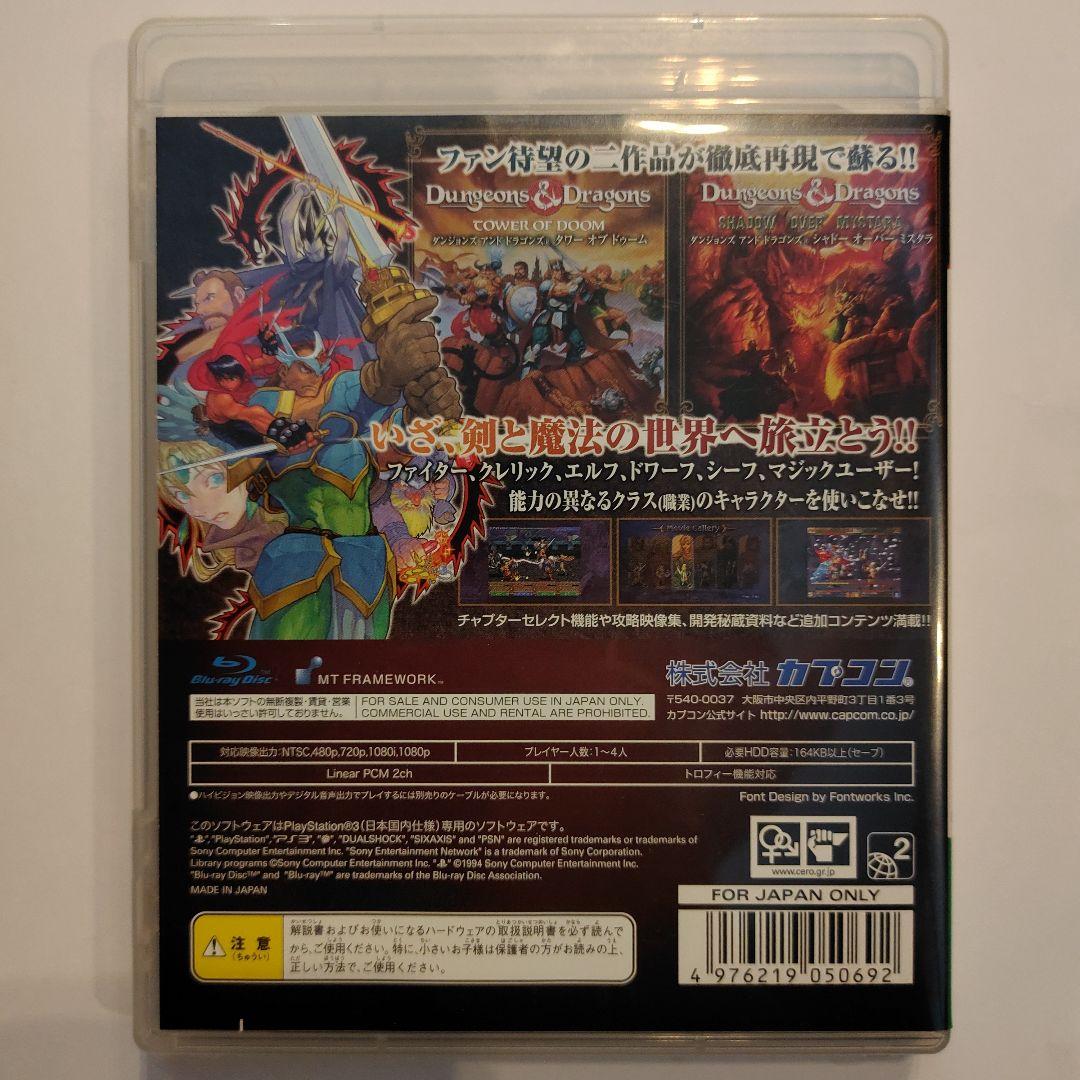 ファン待望の二作品が徹底再現で蘇る!!
Dungeons & Dragons
TOWER OF DOOM
ダンジョンズ アンド ドラゴンズ® タワー オブ ドゥーム
Dungeons & Dragons
SHADOW OVER MYSTARA
ダンジョンズ アンド ドラゴンズ® シャドー オーバー ミスタラ
いざ、剣と魔法の世界へ旅立とう!!
ファイター、クレリック、エルフ、ドワーフ、シーフ、マジックユーザー!
能力の異なるクラス(職業)のキャラクターを使いこなせ!!
Movie Gallery
チャプターセレクト機能や攻略映像集、開発秘蔵資料など追加コンテンツ満載!!
Blu-ray Disc™
MT FRAMEWORK™
株式会社 カプコン®
〒540-0037 大阪市中央区内平野町3丁目1番3号
カプコン公式サイト http://www.capcom.co.jp/
当社は本ソフトの無断複製・賃貸・営業
使用はいっさい許可しておりません。
FOR SALE AND CONSUMER USE IN JAPAN ONLY.
COMMERCIAL USE AND RENTAL ARE PROHIBITED.
対応映像出力:NTSC,480p,720p,1080i,1080p
プレイヤー人数:1〜4人
必要HDD容量:164KB以上(セーブ)
Linear PCM 2ch
トロフィー機能対応
●ハイビジョン映像出力やデジタル音声出力でプレイするには別売りのケーブルが必要になります。
Font Design by Fontworks Inc.
このソフトウェアはPlayStation®3(日本国内仕様)専用のソフトウェアです。
"", "PlayStation", "PS3", "", "DUALSHOCK", "SIXAXIS" and "PSN" are registered trademarks or trademarks of
Sony Computer Entertainment Inc. "Sony Entertainment Network" is a trademark of Sony Corporation.
Library programs ©Sony Computer Entertainment Inc. "" ©1994 Sony Computer Entertainment Inc.
"Blu-ray Disc™" and "Blu-ray™" are trademarks of the Blu-ray Disc Association.
MADE IN JAPAN
www.cero.gr.jp
2
FOR JAPAN ONLY
注意
(ちゅうい)
解説書およびお使いになるハードウェアの取扱説明書を必ず読んで
から、ご使用ください。特に、小さいお子様は保護者の方がお読みの上、
正しい方法で、ご使用ください。
4 976219 050692